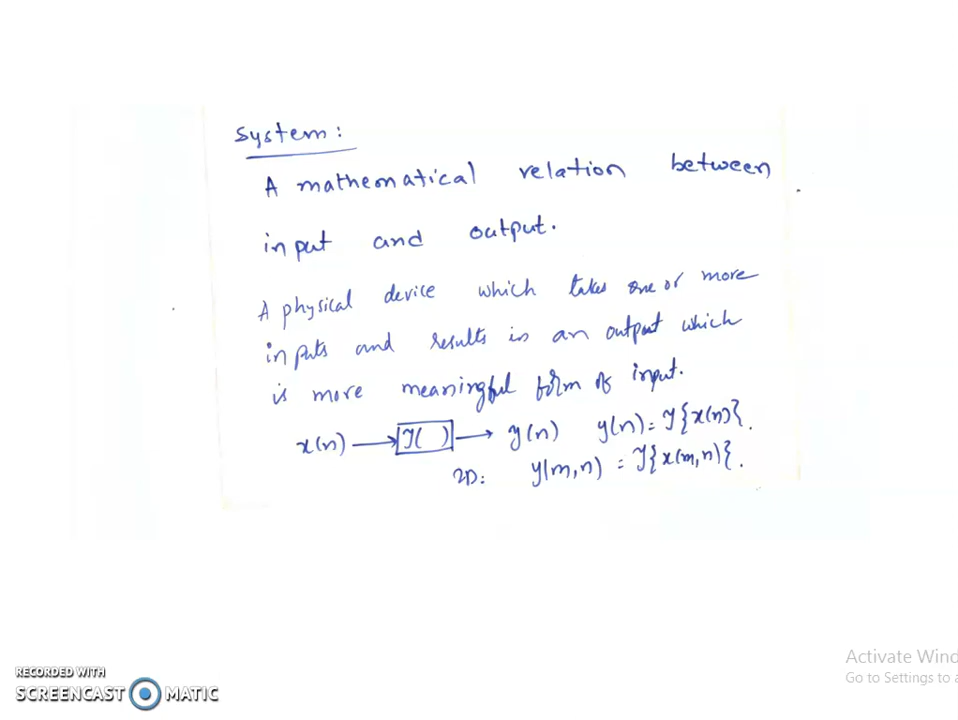 System:
A mathematical relation between
input and output.
A physical device which takes one or more
inputs and results in an output which
is more meaningful form of input.
x(n) → T( ) → y(n) y(n) = T{x(n)}.
2D: y(m,n) = T{x(m,n)}.
RECORDED WITH
SCREENCAST MATIC
Activate Wind
Go to Settings to a